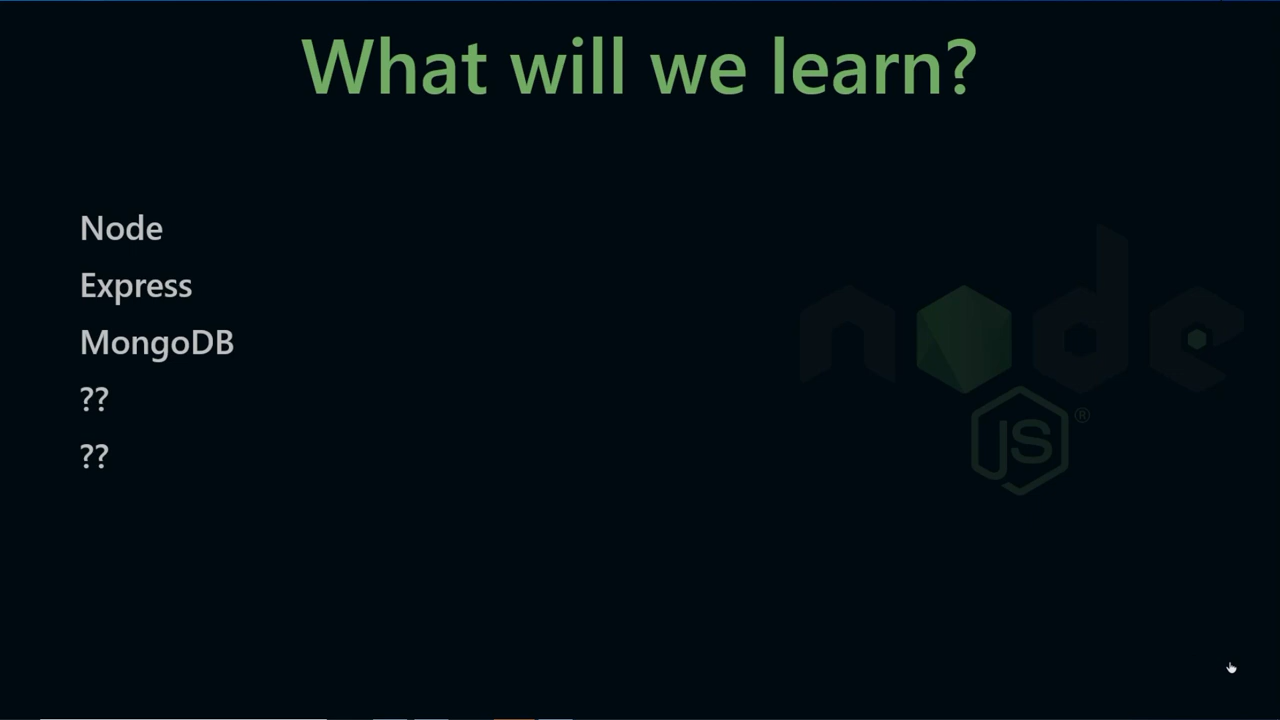 What will we learn?
Node
Express
MongoDB
??
??
node
JS ®